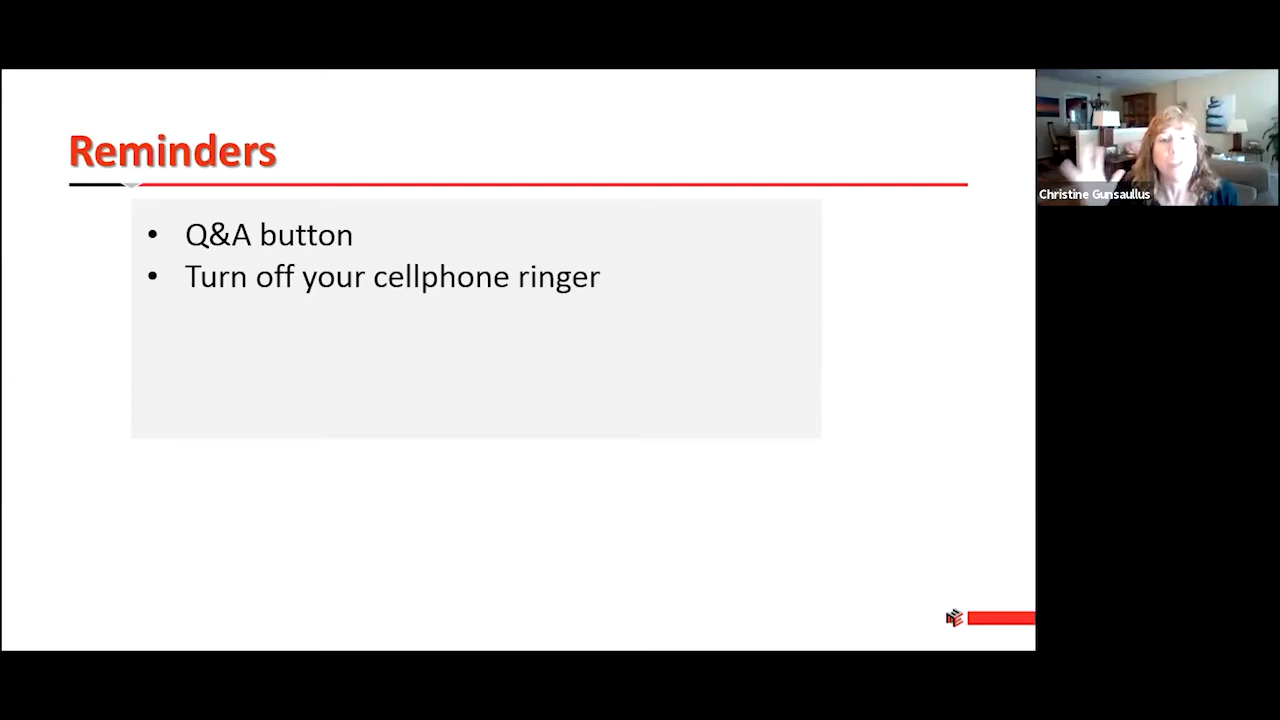 Reminders
• Q&A button
• Turn off your cellphone ringer
Christine Gunsaullus